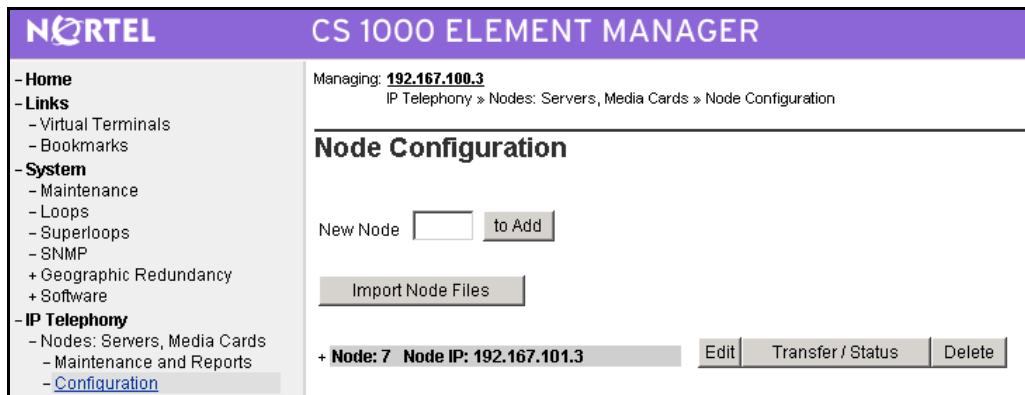 NORTEL
CS 1000 ELEMENT MANAGER
- Home
- Links
- Virtual Terminals
- Bookmarks
- System
- Maintenance
- Loops
- Superloops
- SNMP
+ Geographic Redundancy
+ Software
- IP Telephony
- Nodes: Servers, Media Cards
- Maintenance and Reports
- Configuration
Managing: 192.167.100.3
IP Telephony » Nodes: Servers, Media Cards » Node Configuration
Node Configuration
New Node to Add
Import Node Files
+ Node: 7 Node IP: 192.167.101.3 Edit Transfer / Status Delete